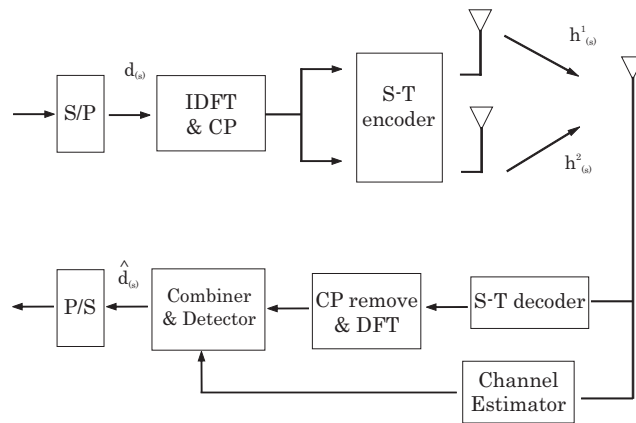 S/P
d(s)
IDFT
& CP
S-T
encoder
h¹(s)
h²(s)
P/S
d̂(s)
Combiner
& Detector
CP remove
& DFT
S-T decoder
Channel
Estimator